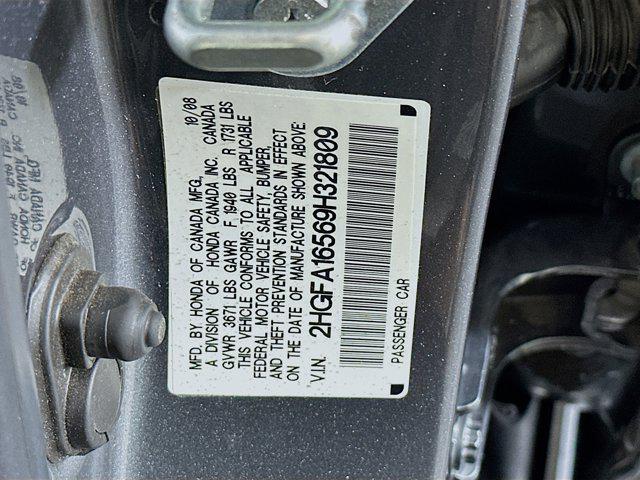 MFD. BY HONDA OF CANADA MFG. 10/08
A DIVISION OF HONDA CANADA INC. CANADA
GVWR 3671 LBS GAWR F 1940 LBS R 1731 LBS
THIS VEHICLE CONFORMS TO ALL APPLICABLE
FEDERAL MOTOR VEHICLE SAFETY, BUMPER,
AND THEFT PREVENTION STANDARDS IN EFFECT
ON THE DATE OF MANUFACTURE SHOWN ABOVE.
V.I.N. 2HGFA16569H321809
PASSENGER CAR